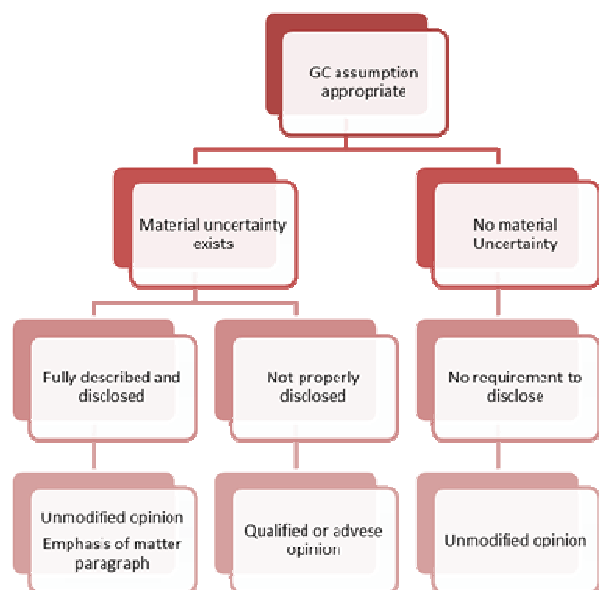 GC assumption
appropriate
Material uncertainty
exists
No material
Uncertainty
Fully described and
disclosed
Not properly
disclosed
No requirement to
disclose
Unmodified opinion
Emphasis of matter
paragraph
Qualified or advese
opinion
Unmodified opinion